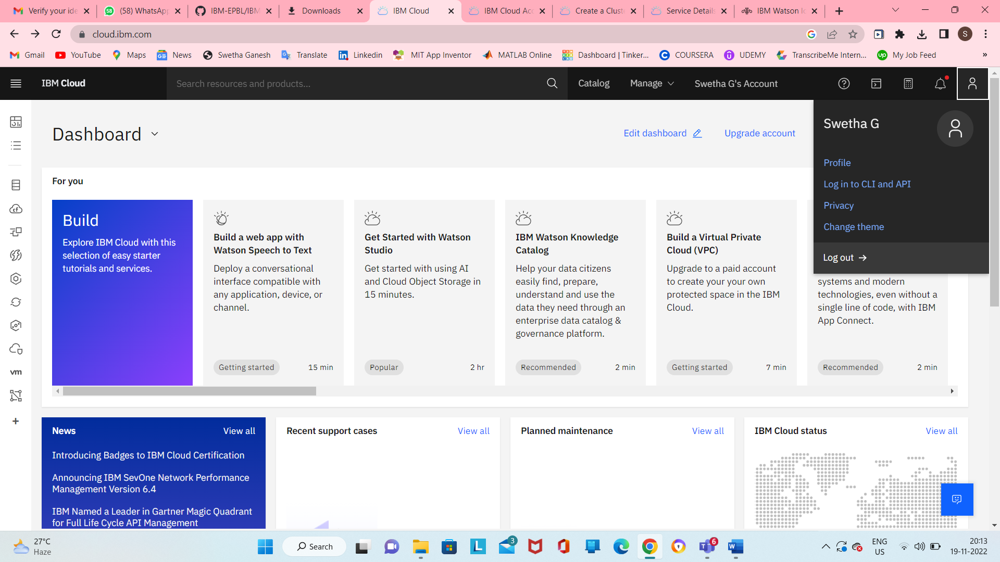 Verify your ide
(58) WhatsApp
IBM-EPBL/IBM
Downloads
IBM Cloud
IBM Cloud Acc
Create a Cluste
Service Details
IBM Watson Io
cloud.ibm.com
S
Gmail
YouTube
Maps
News
Swetha Ganesh
Translate
Linkedin
MIT App Inventor
MATLAB Online
Dashboard | Tinker...
COURSERA
UDEMY
TranscribeMe Intern...
My Job Feed
»
IBM Cloud
Search resources and products...
Catalog
Manage
Swetha G's Account
Dashboard
Edit dashboard
Upgrade account
Swetha G
Profile
Log in to CLI and API
Privacy
Change theme
Log out
For you
Build
Explore IBM Cloud with this
selection of easy starter
tutorials and services.
Build a web app with
Watson Speech to Text
Deploy a conversational
interface compatible with
any application, device, or
channel.
Getting started
15 min
Get Started with Watson
Studio
Get started with using AI
and Cloud Object Storage in
15 minutes.
Popular
2 hr
IBM Watson Knowledge
Catalog
Help your data citizens
easily find, prepare,
understand and use the
data they need through an
enterprise data catalog &
governance platform.
Recommended
2 min
Build a Virtual Private
Cloud (VPC)
Upgrade to a paid account
to create your your own
protected space in the IBM
Cloud.
Getting started
7 min
systems and modern
technologies, even without a
single line of code, with IBM
App Connect.
Recommended
2 min
cf
vm
News
View all
Introducing Badges to IBM Cloud Certification
Announcing IBM SevOne Network Performance
Management Version 6.4
IBM Named a Leader in Gartner Magic Quadrant
for Full Life Cycle API Management
Recent support cases
View all
Planned maintenance
View all
IBM Cloud status
View all
27°C
Haze
Search
3
6
ENG
US
20:13
19-11-2022